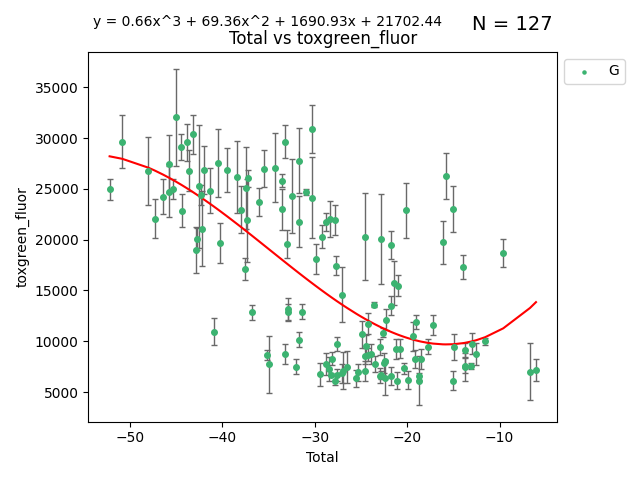 y = 0.66x^3 + 69.36x^2 + 1690.93x + 21702.44
N = 127
Total vs toxgreen_fluor
G
35000
30000
25000
20000
15000
10000
5000
toxgreen_fluor
−50
−40
−30
−20
−10
Total